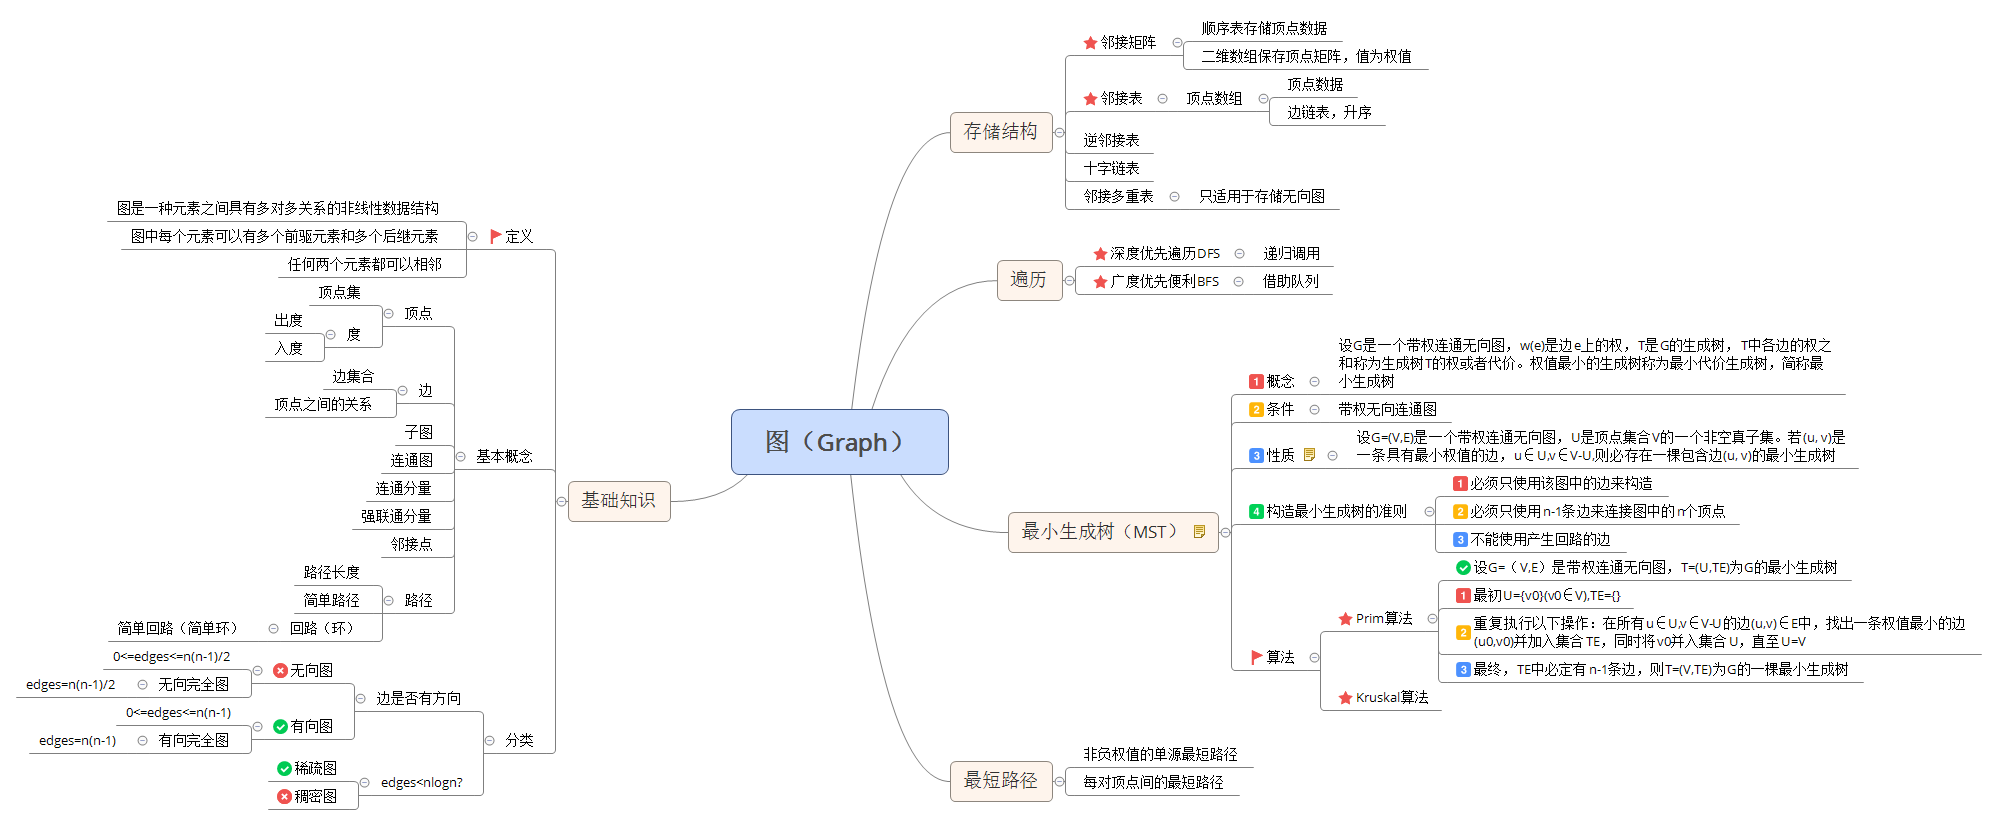 图（Graph）
存储结构
邻接矩阵
顺序表存储顶点数据
二维数组保存顶点矩阵，值为权值
邻接表
顶点数组
顶点数据
边链表，升序
逆邻接表
十字链表
邻接多重表
只适用于存储无向图
遍历
深度优先遍历DFS
递归调用
广度优先便利BFS
借助队列
最小生成树（MST）
1 概念
设G是一个带权连通无向图，w(e)是边e上的权，T是G的生成树，T中各边的权之
和称为生成树T的权或者代价。权值最小的生成树称为最小代价生成树，简称最
小生成树
2 条件
带权无向连通图
3 性质
设G=(V,E)是一个带权连通无向图，U是顶点集合V的一个非空真子集。若(u, v)是
一条具有最小权值的边，u∈U,v∈V-U,则必存在一棵包含边(u, v)的最小生成树
4 构造最小生成树的准则
1 必须只使用该图中的边来构造
2 必须只使用n-1条边来连接图中的n个顶点
3 不能使用产生回路的边
算法
Prim算法
设G=（V,E）是带权连通无向图，T=(U,TE)为G的最小生成树
1 最初U={v0}(v0∈V),TE={}
2 重复执行以下操作：在所有u∈U,v∈V-U的边(u,v)∈E中，找出一条权值最小的边
(u0,v0)并加入集合TE，同时将v0并入集合U，直至U=V
3 最终，TE中必定有n-1条边，则T=(V,TE)为G的一棵最小生成树
Kruskal算法
最短路径
非负权值的单源最短路径
每对顶点间的最短路径
基础知识
定义
图是一种元素之间具有多对多关系的非线性数据结构
图中每个元素可以有多个前驱元素和多个后继元素
任何两个元素都可以相邻
基本概念
顶点
顶点集
度
出度
入度
边
边集合
顶点之间的关系
子图
连通图
连通分量
强联通分量
邻接点
路径
路径长度
简单路径
回路（环）
简单回路（简单环）
分类
边是否有方向
无向图
0<=edges<=n(n-1)/2
无向完全图
edges=n(n-1)/2
有向图
0<=edges<=n(n-1)
有向完全图
edges=n(n-1)
edges<nlogn?
稀疏图
稠密图